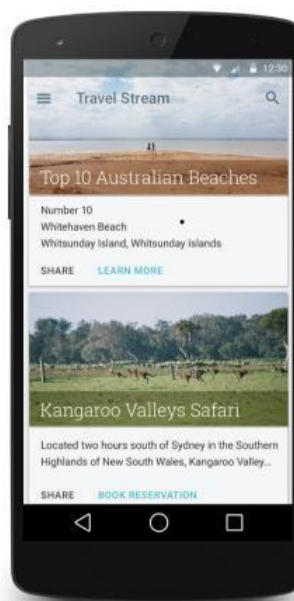 12:30
Travel Stream
Top 10 Australian Beaches
Number 10
Whitehaven Beach
Whitsunday Island, Whitsunday Islands
SHARE LEARN MORE
Kangaroo Valleys Safari
Located two hours south of Sydney in the Southern
Highlands of New South Wales, Kangaroo Valley...
SHARE BOOK RESERVATION